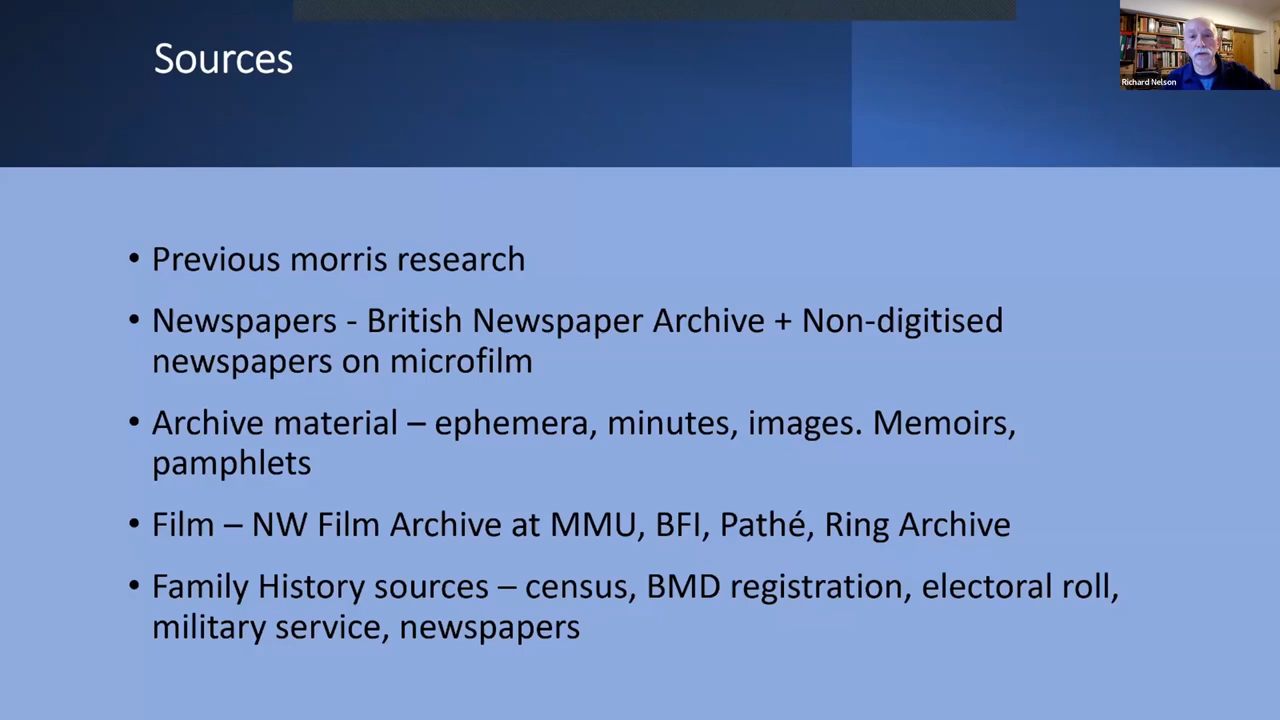 Sources
Richard Nelson
• Previous morris research
• Newspapers - British Newspaper Archive + Non-digitised
newspapers on microfilm
• Archive material – ephemera, minutes, images. Memoirs,
pamphlets
• Film – NW Film Archive at MMU, BFI, Pathé, Ring Archive
• Family History sources – census, BMD registration, electoral roll,
military service, newspapers